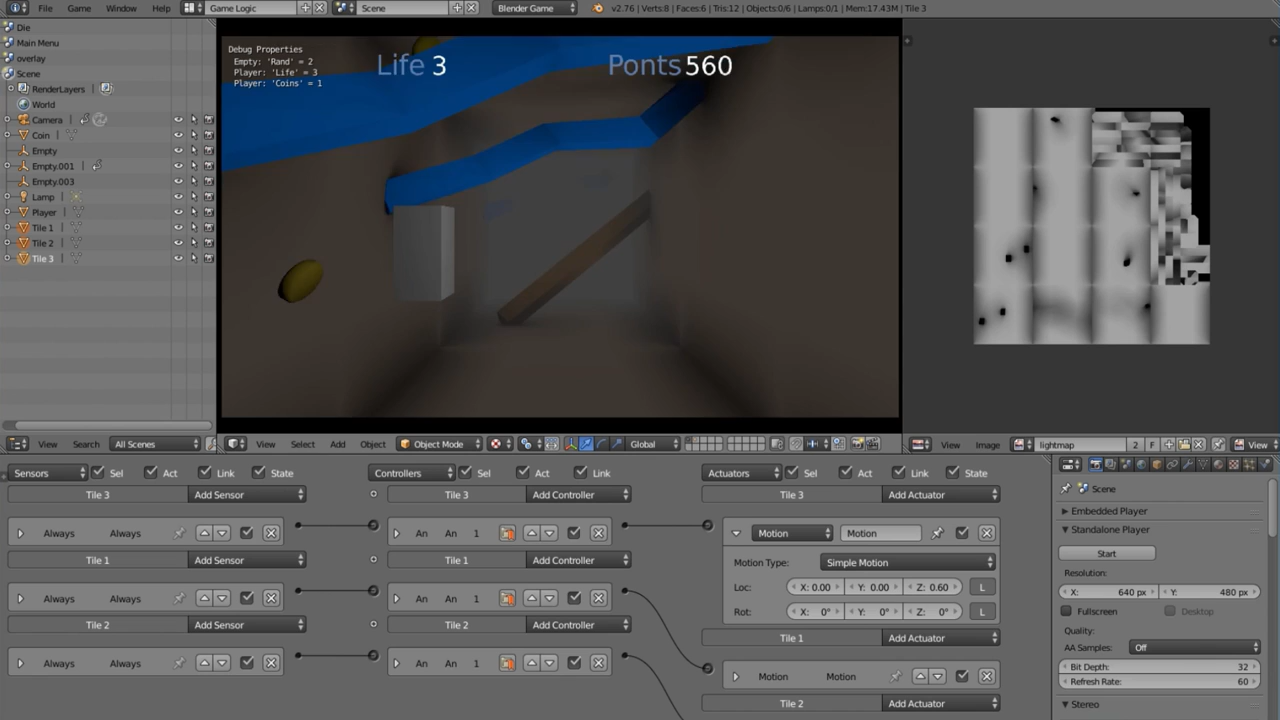 File Game Window Help Game Logic Scene Blender Game v2.76 | Verts:8 | Faces:6 | Tris:12 | Objects:0/6 | Lamps:0/1 | Mem:17.43M | Tile 3
Die
Main Menu
overlay
Scene
RenderLayers |
World
Camera |
Coin |
Empty
Empty.001 |
Empty.003
Lamp |
Player |
Tile 1 |
Tile 2 |
Tile 3 |
Debug Properties
Empty: 'Rand' = 2
Player: 'Life' = 3
Player: 'Coins' = 1
Life 3 Ponts 560
View Search All Scenes View Select Add Object Object Mode Global View Image lightmap 2 F View
Sensors Sel Act Link State Controllers Sel Act Link Actuators Sel Act Link State
Tile 3 Add Sensor Tile 3 Add Controller Tile 3 Add Actuator
Always Always An An 1 Motion Motion
Tile 1 Add Sensor Tile 1 Add Controller Motion Type: Simple Motion
Loc: X: 0.00 Y: 0.00 Z: 0.60 L
Always Always An An 1 Rot: X: 0° Y: 0° Z: 0° L
Tile 2 Add Sensor Tile 2 Add Controller Tile 1 Add Actuator
Always Always An An 1 Motion Motion
Tile 2 Add Actuator
Scene
Embedded Player
Standalone Player
Start
Resolution:
X: 640 px Y: 480 px
Fullscreen Desktop
Quality:
AA Samples: Off
Bit Depth: 32
Refresh Rate: 60
Stereo